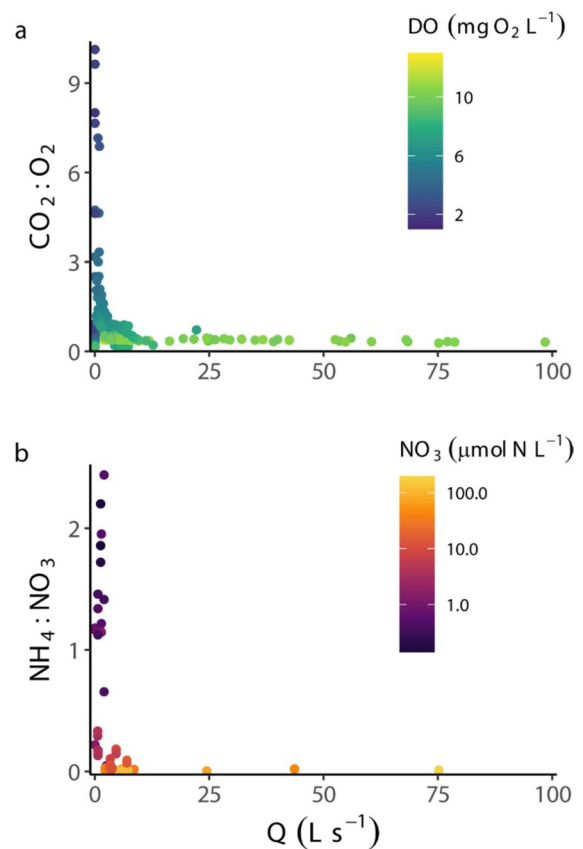 a
DO (mg O₂ L⁻¹)
10
6
2
CO₂ : O₂
9
6
3
0
0 25 50 75 100
b
NO₃ (μmol N L⁻¹)
100.0
10.0
1.0
NH₄ : NO₃
2
1
0
0 25 50 75 100
Q (L s⁻¹)